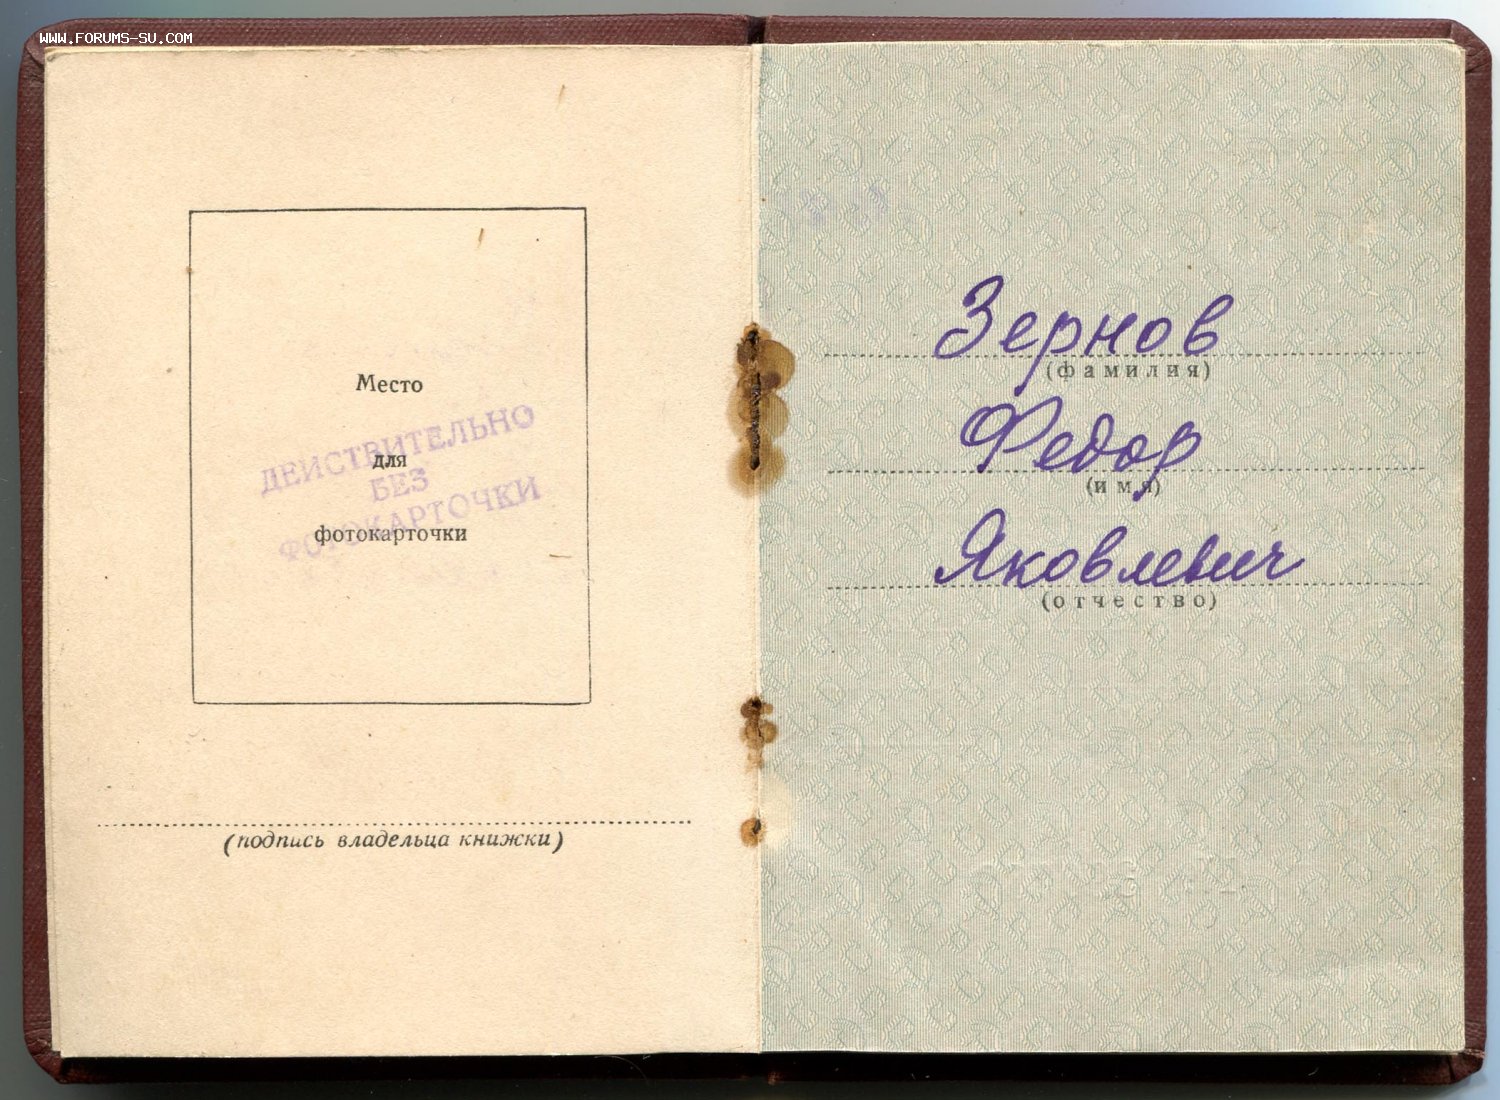 WWW.FORUMS-SU.COM
Место
для
фотокарточки
ДЕЙСТВИТЕЛЬНО
БЕЗ
ФОТОКАРТОЧКИ
(подпись владельца книжки)
Зернов
(фамилия)
Федор
(имя)
Яковлевич
(отчество)